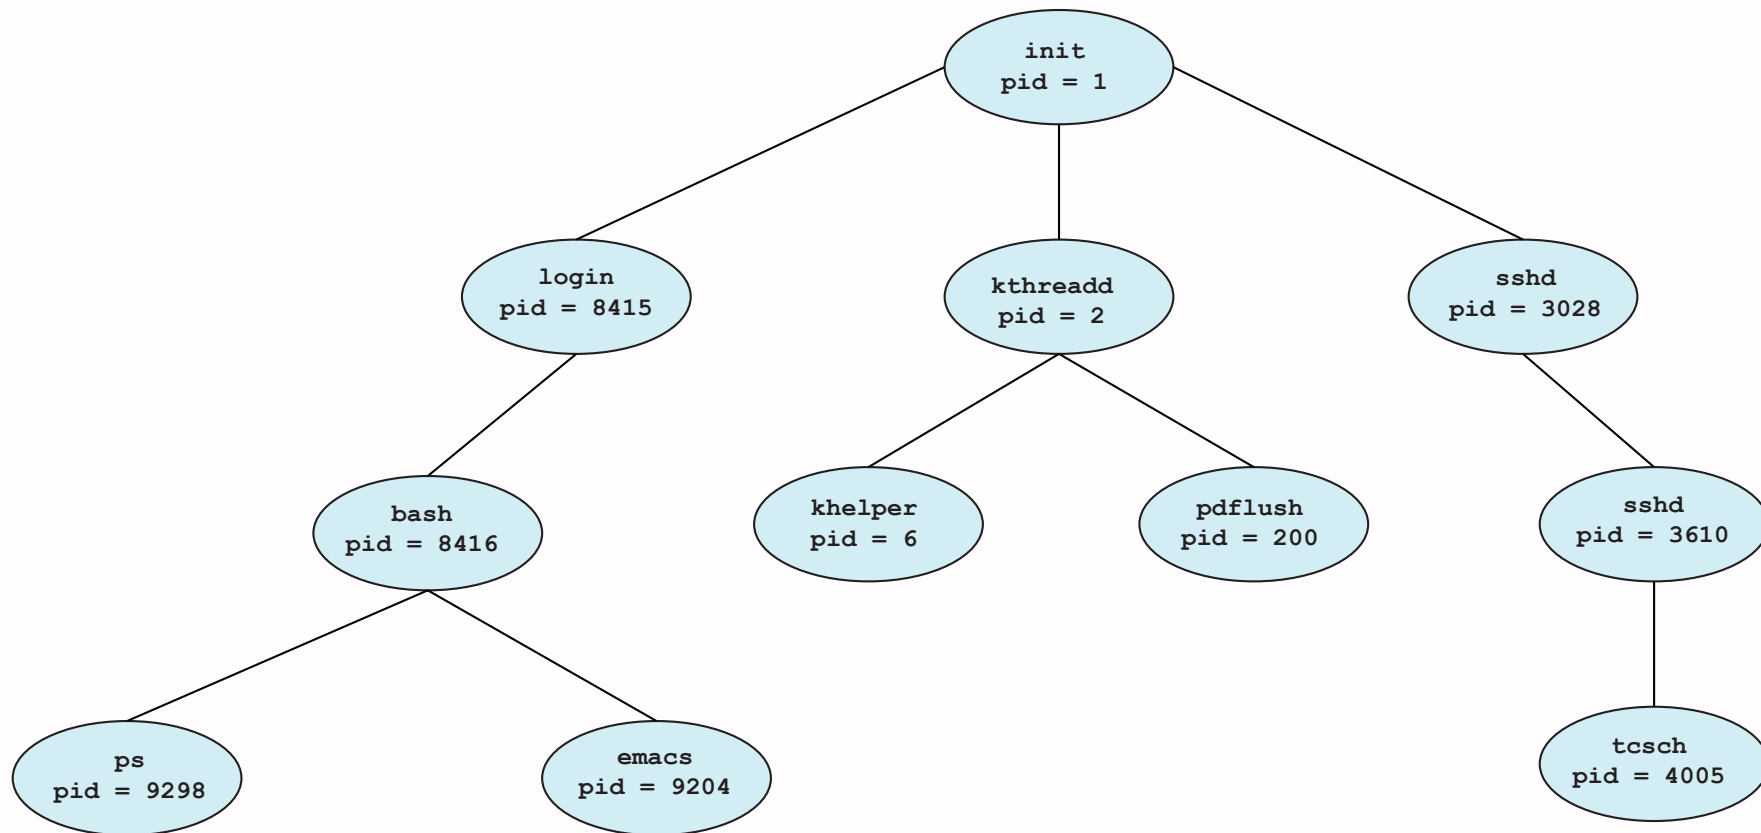 init
pid = 1
login
pid = 8415
kthreadd
pid = 2
sshd
pid = 3028
bash
pid = 8416
khelper
pid = 6
pdflush
pid = 200
sshd
pid = 3610
ps
pid = 9298
emacs
pid = 9204
tcsch
pid = 4005